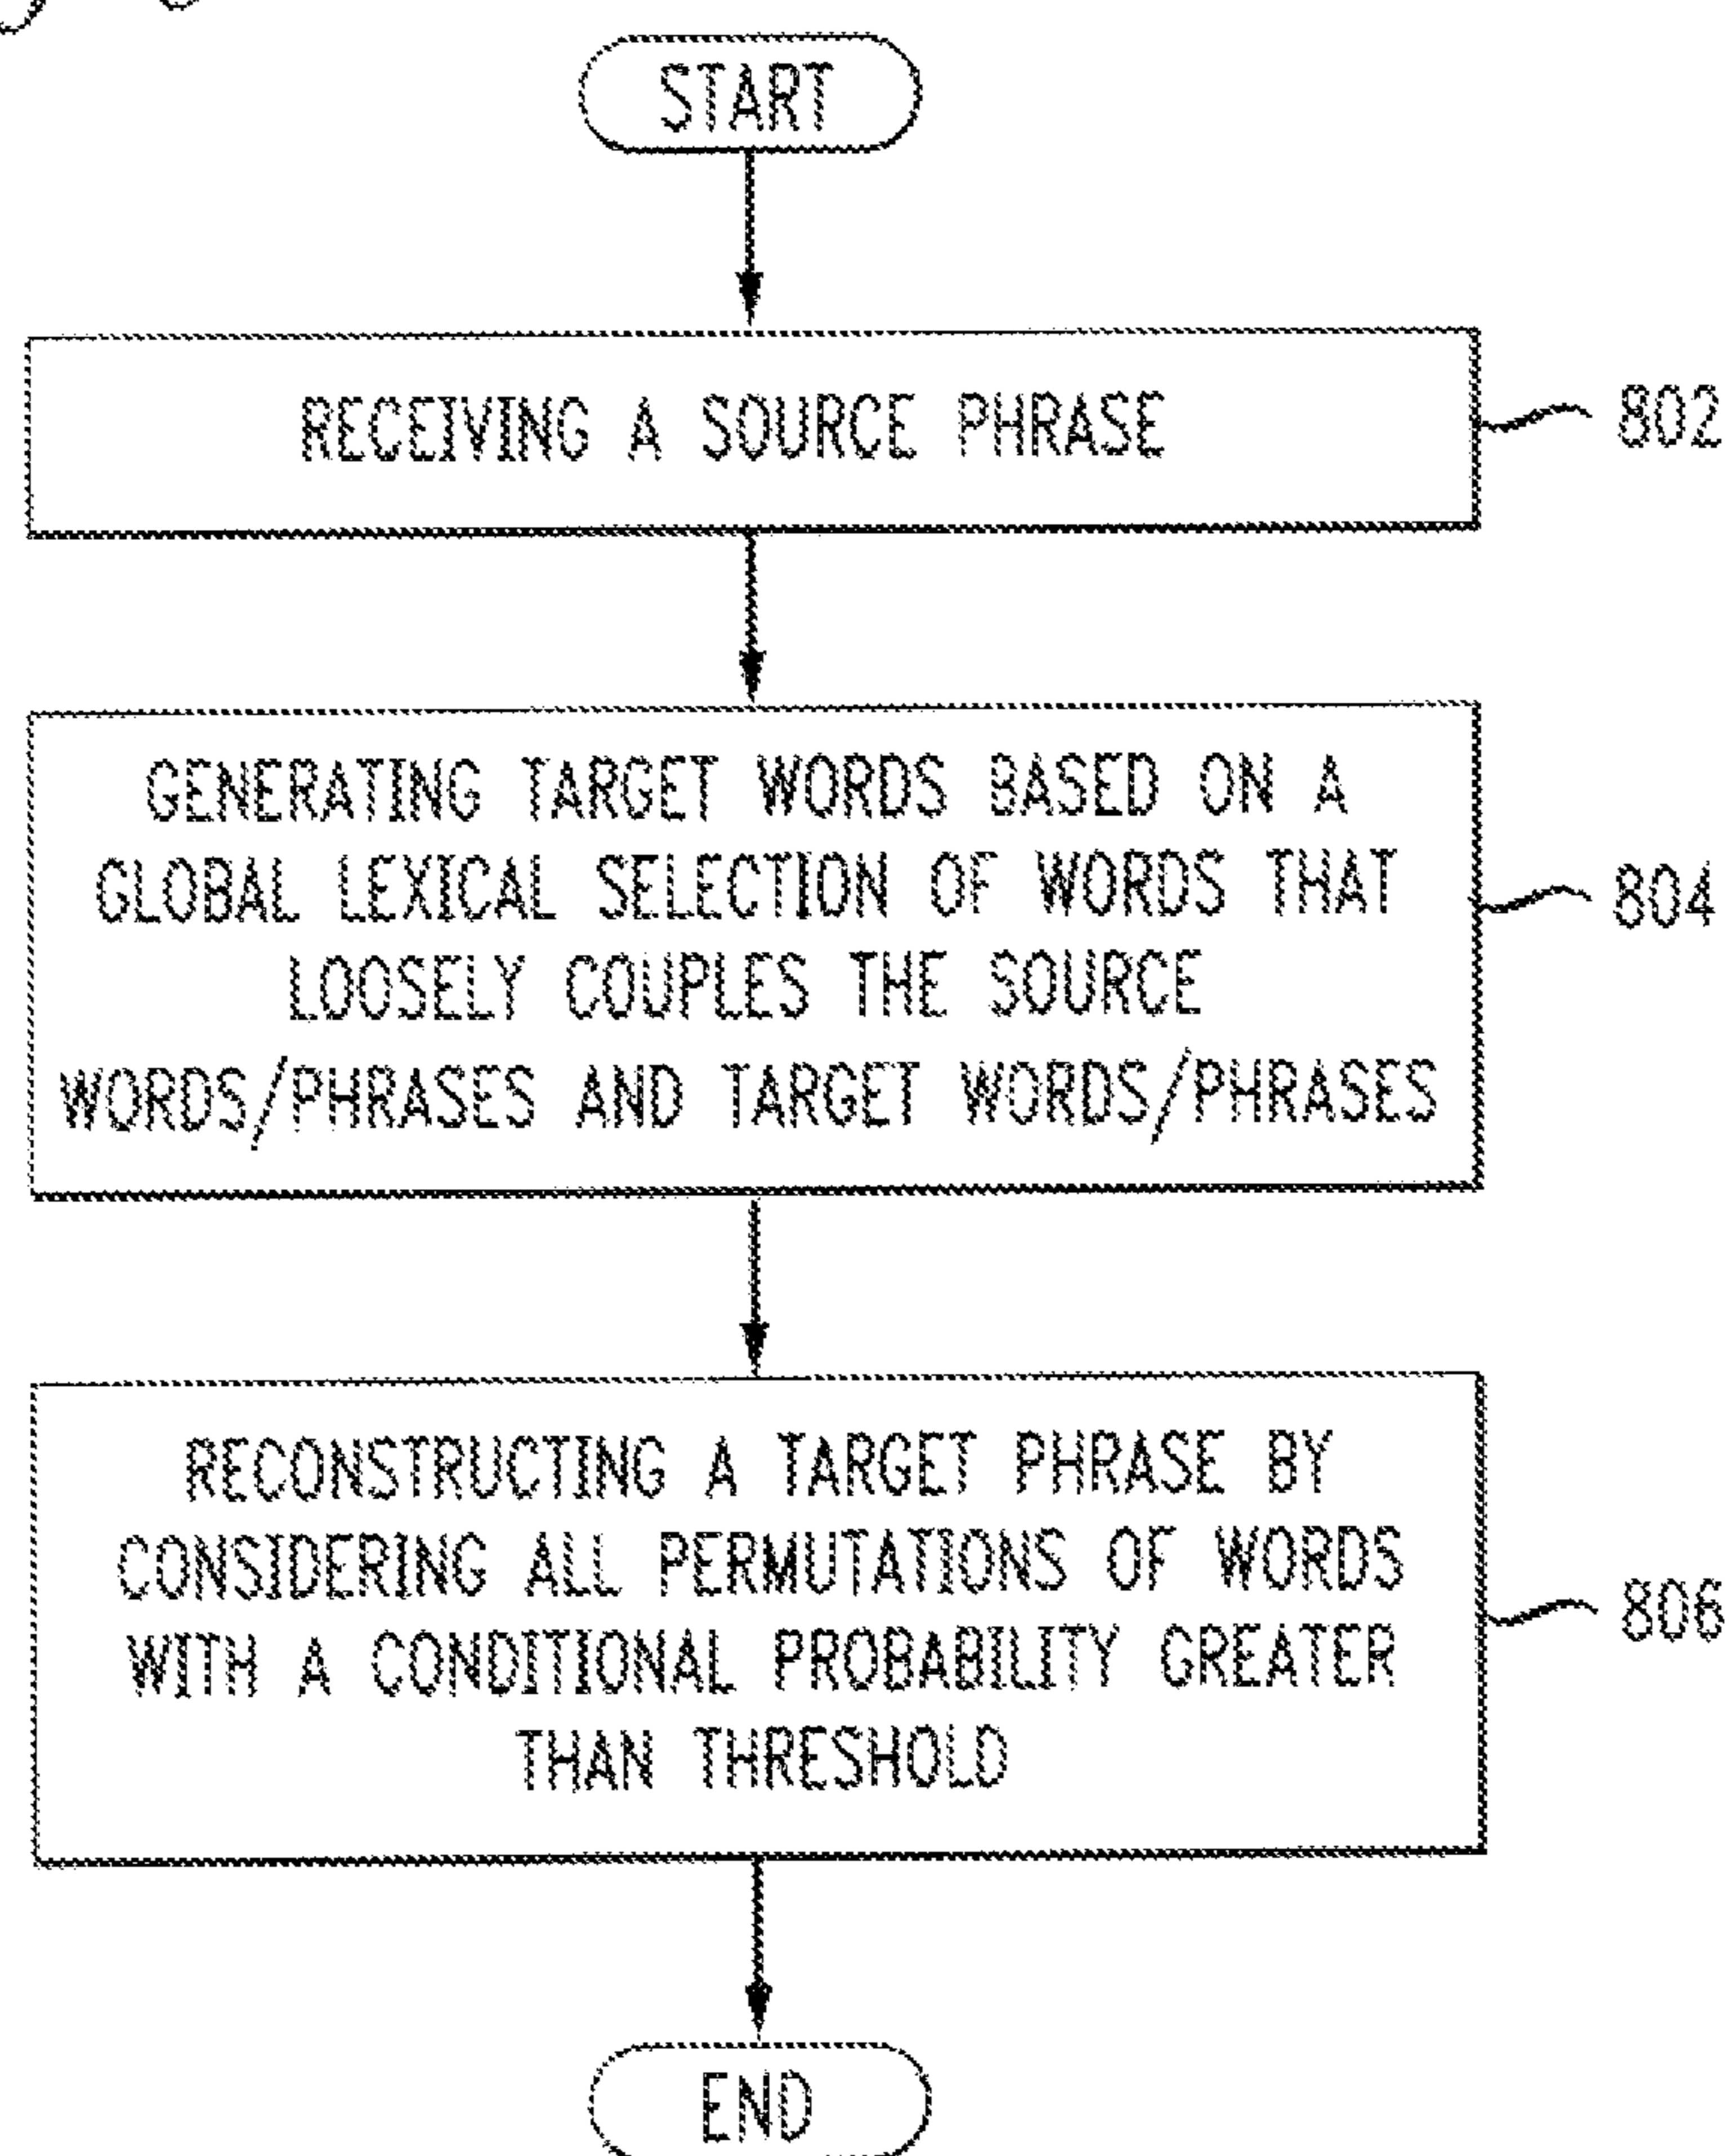 START
RECEIVING A SOURCE PHRASE
802
GENERATING TARGET WORDS BASED ON A
GLOBAL LEXICAL SELECTION OF WORDS THAT
LOOSELY COUPLES THE SOURCE
WORDS/PHRASES AND TARGET WORDS/PHRASES
804
RECONSTRUCTING A TARGET PHRASE BY
CONSIDERING ALL PERMUTATIONS OF WORDS
WITH A CONDITIONAL PROBABILITY GREATER
THAN THRESHOLD
806
END